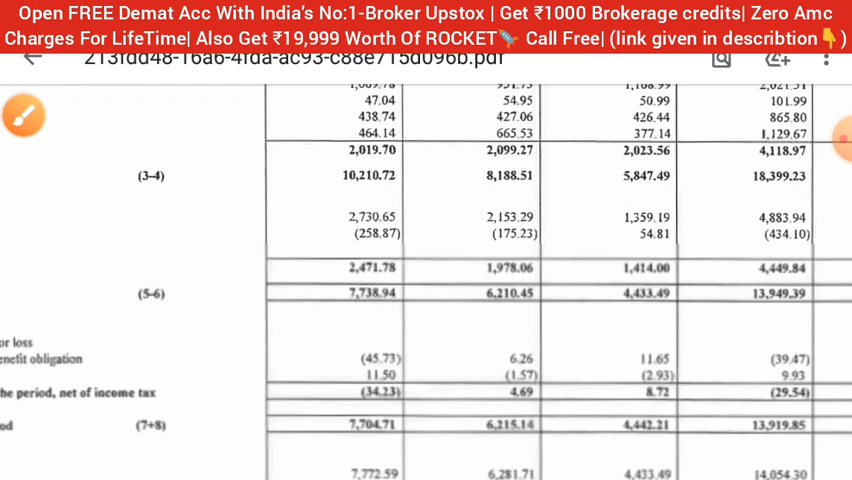 Open FREE Demat Acc With India's No:1-Broker Upstox | Get ₹1000 Brokerage credits| Zero Amc
Charges For LifeTime| Also Get ₹19,999 Worth Of ROCKET🚀 Call Free| (link given in describtion👇)
213fdd48-16a6-4fda-ac93-c88e715d096b.pdf
47.04 54.95 50.99 101.99
438.74 427.06 426.44 865.80
464.14 665.53 377.14 1,129.67
2,019.70 2,099.27 2,023.56 4,118.97
(3-4) 10,210.72 8,188.51 5,847.49 18,399.23
2,730.65 2,153.29 1,359.19 4,883.94
(258.87) (175.23) 54.81 (434.10)
2,471.78 1,978.06 1,414.00 4,449.84
(5-6) 7,738.94 6,210.45 4,433.49 13,949.39
or loss
enefit obligation (45.73) 6.26 11.65 (39.47)
11.50 (1.57) (2.93) 9.93
he period, net of income tax (34.23) 4.69 8.72 (29.54)
od (7+8) 7,704.71 6,215.14 4,442.21 13,919.85
7,772.59 6,281.71 4,433.49 14,054.30